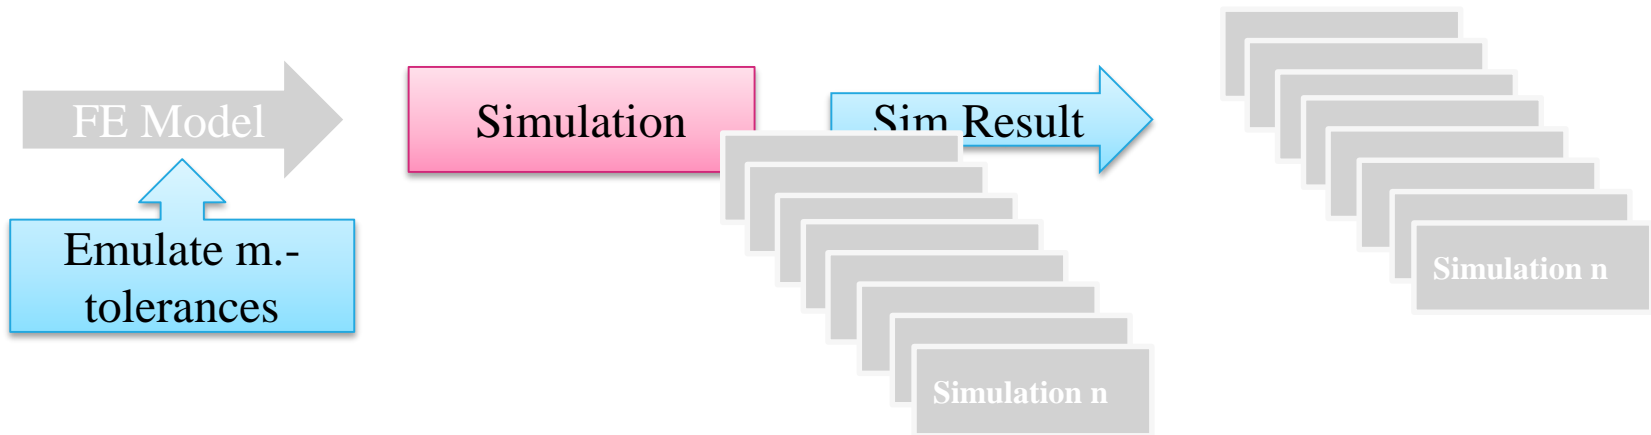 FE Model
Simulation
Sim Result
Emulate m.-
tolerances
Simulation n
Simulation n